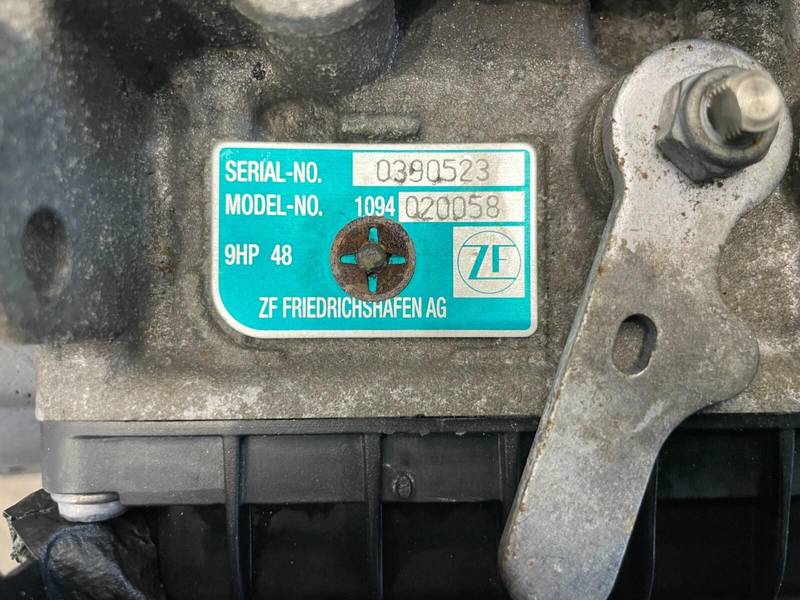 SERIAL-NO. 0390523
MODEL-NO. 1094 020058
9HP 48
ZF
ZF FRIEDRICHSHAFEN AG